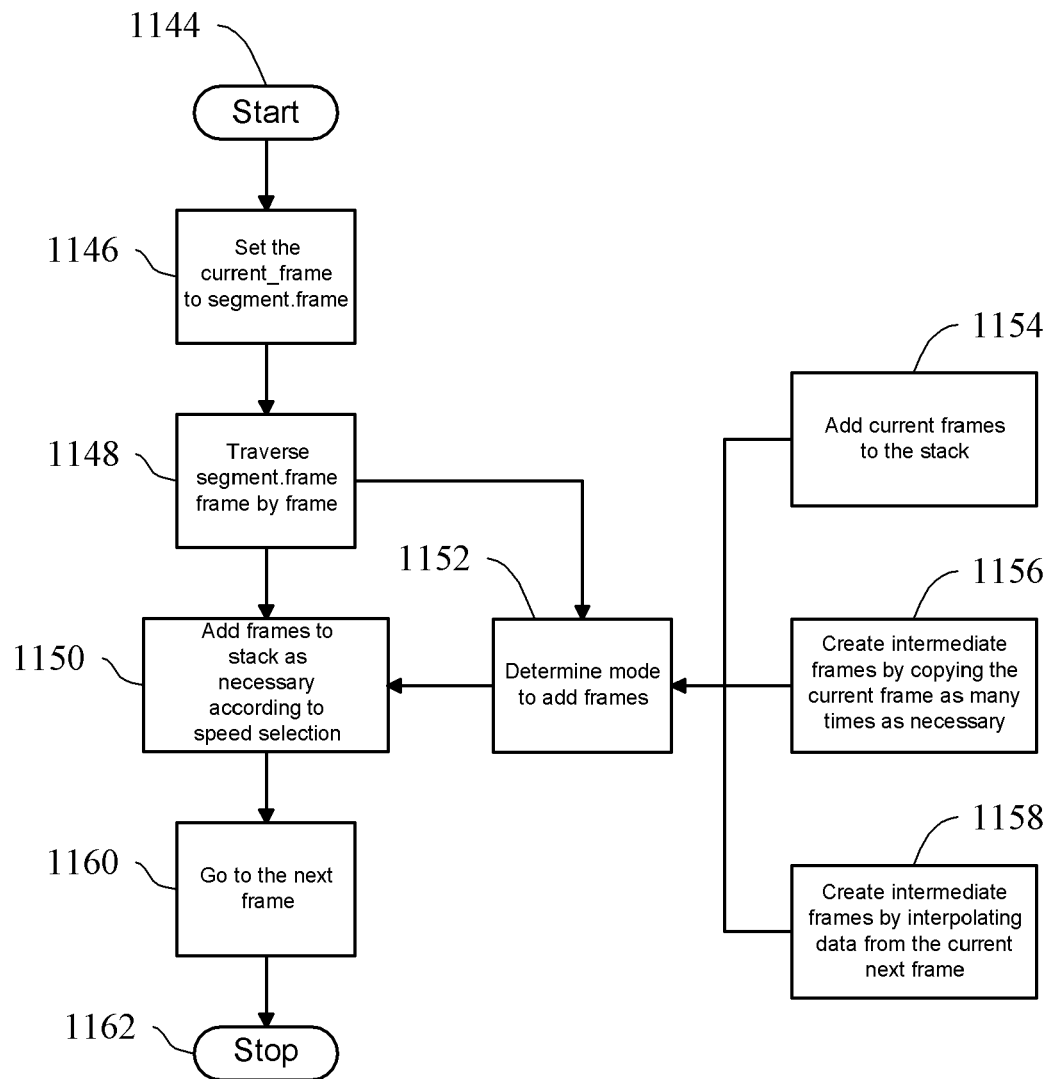 1144
Start
1146
Set the
current_frame
to segment.frame
1148
Traverse
segment.frame
frame by frame
1150
Add frames to
stack as
necessary
according to
speed selection
1152
Determine mode
to add frames
1154
Add current frames
to the stack
1156
Create intermediate
frames by copying the
current frame as many
times as necessary
1158
Create intermediate
frames by interpolating
data from the current
next frame
1160
Go to the next
frame
1162
Stop